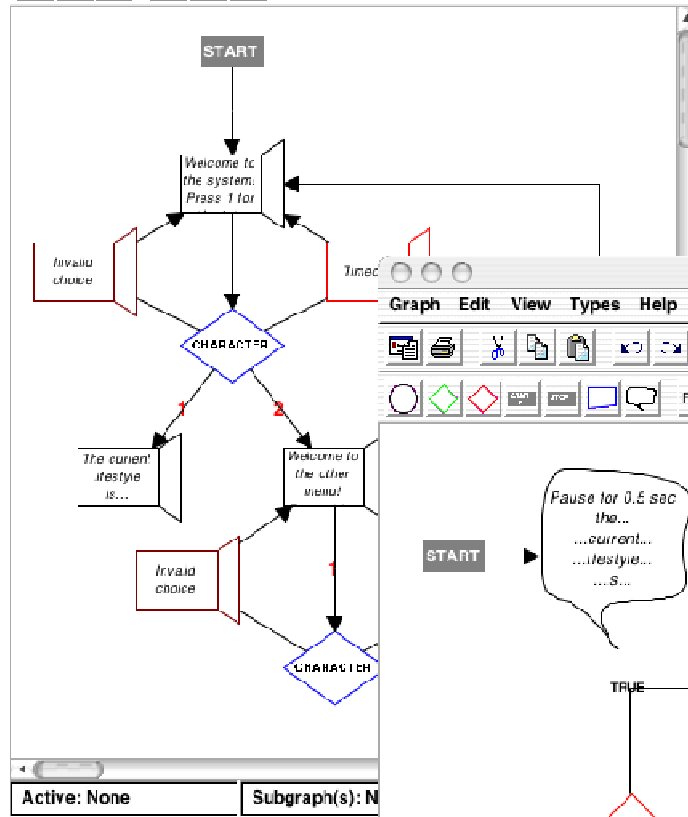 START
Welcome to
the system!
Press 1 for
Invalid
choice
Graph Edit View Types Help
CHARACTER
1
2
The current
lifestyle
is...
Welcome to
the other
menu!
Pause for 0.5 sec
the...
...current...
...lifestyle...
START
Invalid
choice
1
CHARACTER
TRUE
Active: None
Subgraph(s): N